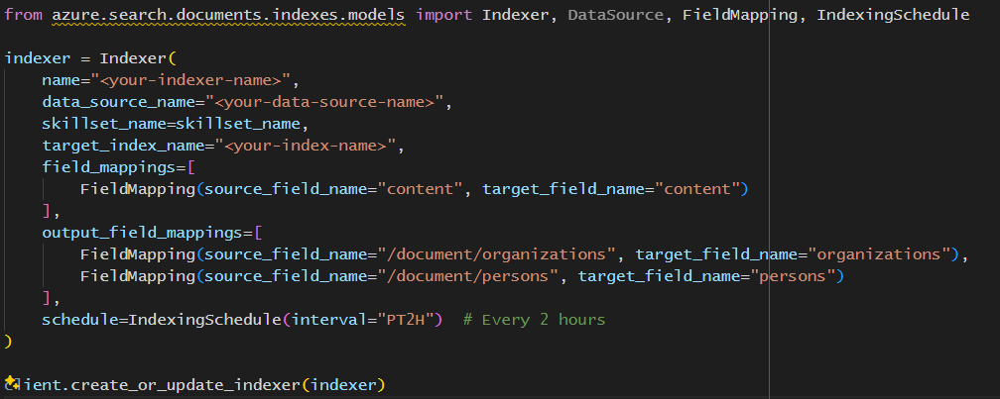 from azure.search.documents.indexes.models import Indexer, DataSource, FieldMapping, IndexingSchedule
indexer = Indexer(
name="<your-indexer-name>",
data_source_name="<your-data-source-name>",
skillset_name=skillset_name,
target_index_name="<your-index-name>",
field_mappings=[
FieldMapping(source_field_name="content", target_field_name="content")
],
output_field_mappings=[
FieldMapping(source_field_name="/document/organizations", target_field_name="organizations"),
FieldMapping(source_field_name="/document/persons", target_field_name="persons")
],
schedule=IndexingSchedule(interval="PT2H")  # Every 2 hours
)
client.create_or_update_indexer(indexer)